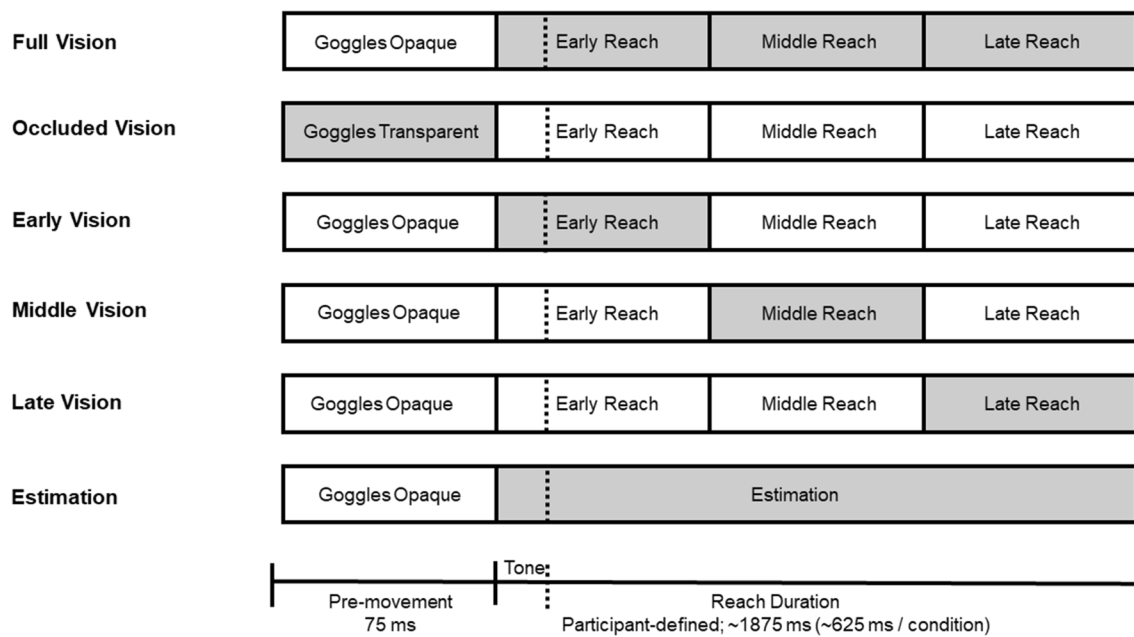 Full Vision Goggles Opaque Early Reach Middle Reach Late Reach
Occluded Vision Goggles Transparent Early Reach Middle Reach Late Reach
Early Vision Goggles Opaque Early Reach Middle Reach Late Reach
Middle Vision Goggles Opaque Early Reach Middle Reach Late Reach
Late Vision Goggles Opaque Early Reach Middle Reach Late Reach
Estimation Goggles Opaque Estimation
Tone
Pre-movement Reach Duration
75 ms Participant-defined; ~1875 ms (~625 ms / condition)